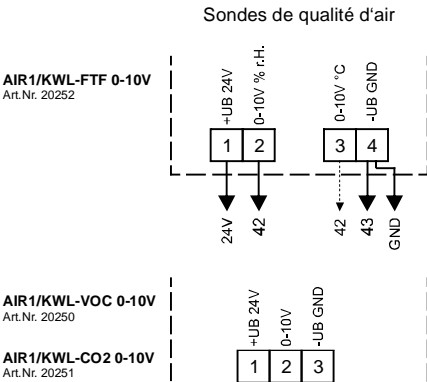 Sondes de qualité d‘air
AIR1/KWL-FTF 0-10V
Art.Nr. 20252
+UB 24V
0-10V % r.H.
0-10V °C
-UB GND
1 2 3 4
24V
42
42
43
GND
AIR1/KWL-VOC 0-10V
Art.Nr. 20250
AIR1/KWL-CO2 0-10V
Art.Nr. 20251
+UB 24V
0-10V
-UB GND
1 2 3